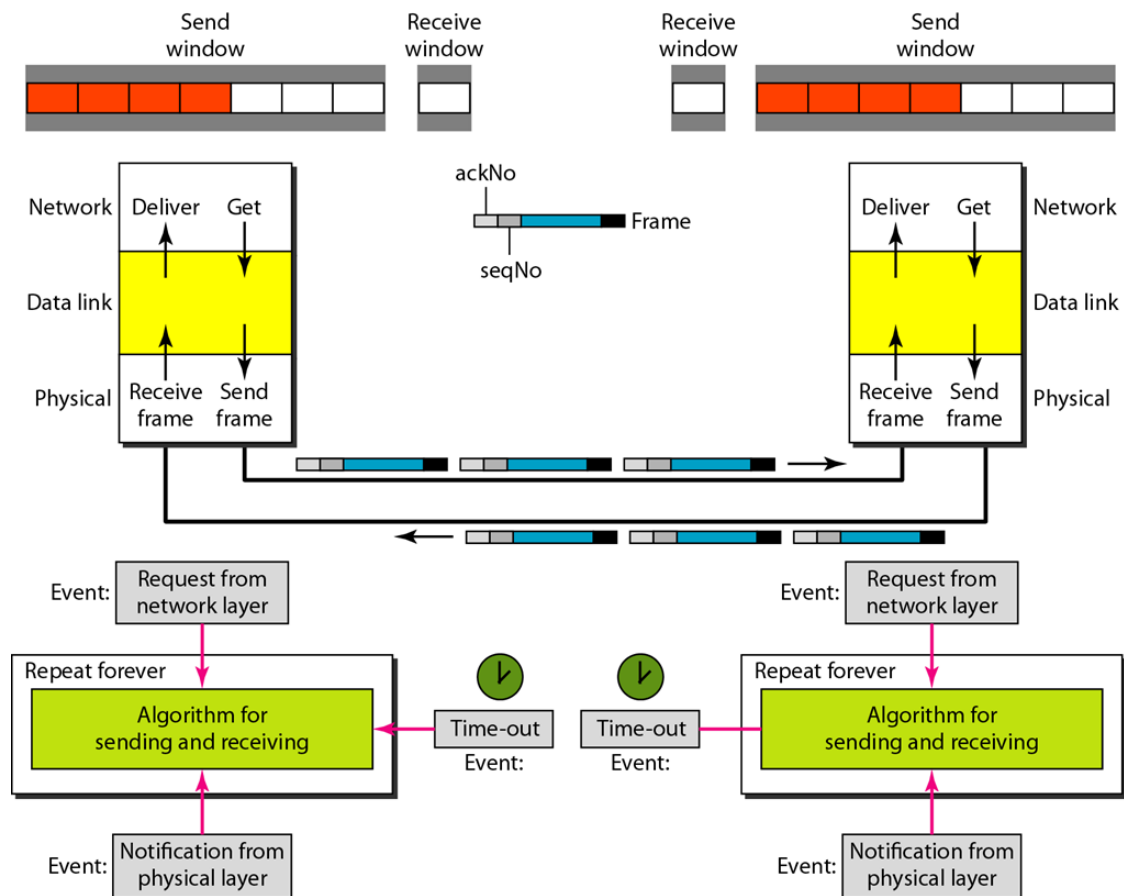 Send
window
Receive
window
Receive
window
Send
window
ackNo
Frame
seqNo
Network
Deliver
Get
Data link
Physical
Receive
frame
Send
frame
Deliver
Get
Network
Data link
Receive
frame
Send
frame
Physical
Event:
Request from
network layer
Event:
Request from
network layer
Repeat forever
Algorithm for
sending and receiving
Time-out
Event:
Time-out
Event:
Repeat forever
Algorithm for
sending and receiving
Event:
Notification from
physical layer
Event:
Notification from
physical layer